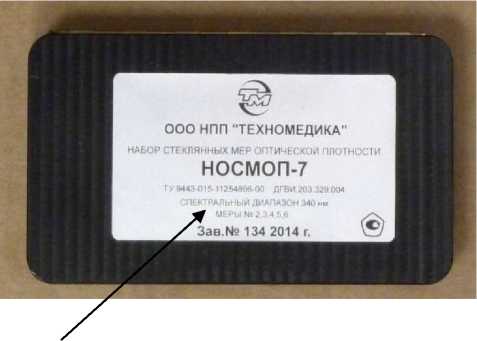 ТМ
ООО НПП "ТЕХНОМЕДИКА"
НАБОР СТЕКЛЯННЫХ МЕР ОПТИЧЕСКОЙ ПЛОТНОСТИ
НОСМОП-7
ТУ 9443-015-11254896-00 ДГВИ.203.329.004
СПЕКТРАЛЬНЫЙ ДИАПАЗОН 340 нм
МЕРЫ № 2,3,4,5,6
Зав.№ 134 2014 г.